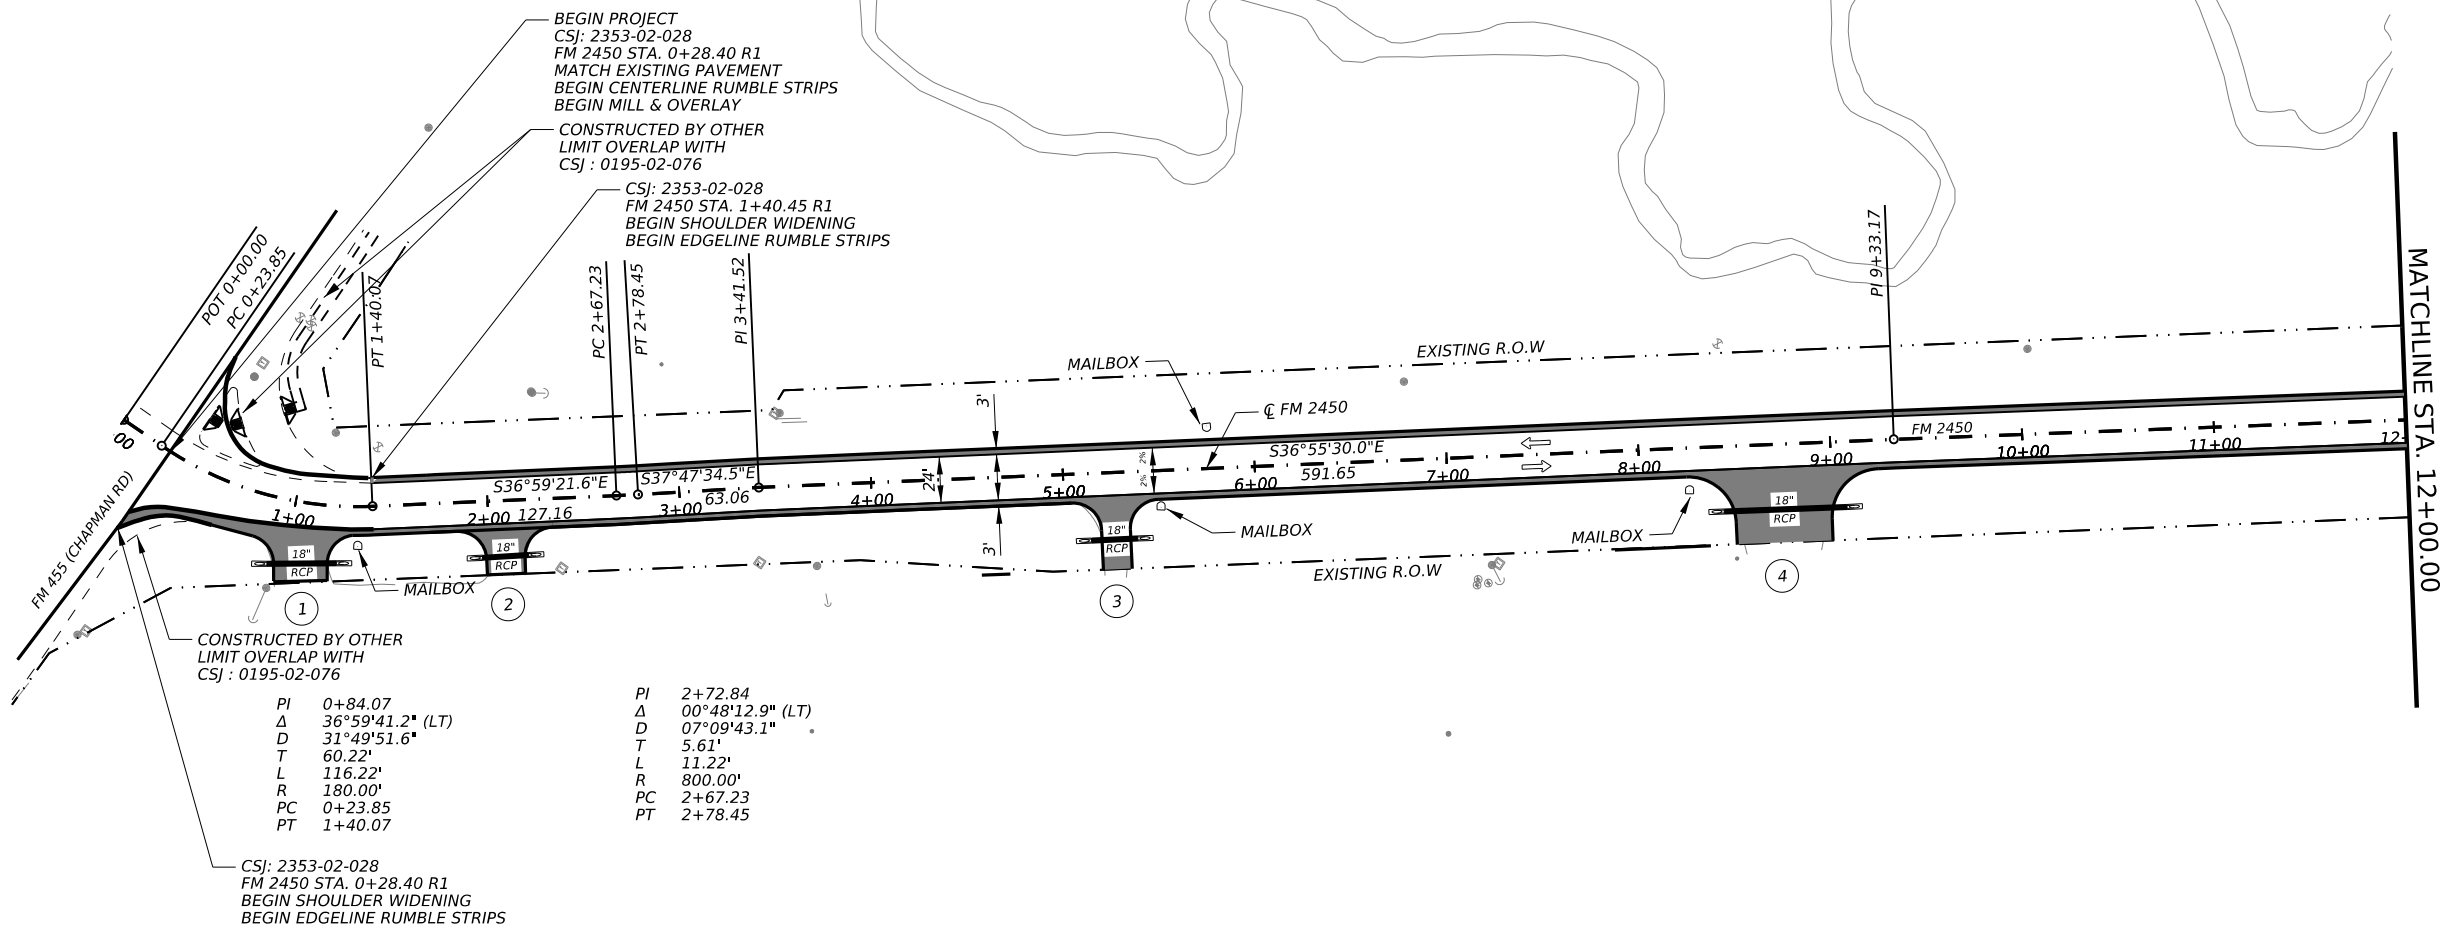 BEGIN PROJECT
CSJ: 2353-02-028
FM 2450 STA. 0+28.40 R1
MATCH EXISTING PAVEMENT
BEGIN CENTERLINE RUMBLE STRIPS
BEGIN MILL & OVERLAY
CONSTRUCTED BY OTHER
LIMIT OVERLAP WITH
CSJ : 0195-02-076
CSJ: 2353-02-028
FM 2450 STA. 1+40.45 R1
BEGIN SHOULDER WIDENING
BEGIN EDGELINE RUMBLE STRIPS
POT 0+00.00
PC 0+23.85
PT 1+40.07
PC 2+67.23
PT 2+78.45
PI 3+41.52
PI 9+33.17
MATCHLINE STA. 12+00.00
EXISTING R.O.W
MAILBOX
℄ FM 2450
3'
24'
3'
2% 2%
2% 2%
S36°59'21.6"E
127.16
S37°47'34.5"E
63.06
S36°55'30.0"E
591.65
FM 2450
00
1+00
2+00
3+00
4+00
5+00
6+00
7+00
8+00
9+00
10+00
11+00
12+
FM 455 (CHAPMAN RD)
18"
RCP
18"
RCP
18"
RCP
18"
RCP
MAILBOX
MAILBOX
MAILBOX
EXISTING R.O.W
1
2
3
4
CONSTRUCTED BY OTHER
LIMIT OVERLAP WITH
CSJ : 0195-02-076
PI 0+84.07
Δ 36°59'41.2" (LT)
D 31°49'51.6"
T 60.22'
L 116.22'
R 180.00'
PC 0+23.85
PT 1+40.07
PI 2+72.84
Δ 00°48'12.9" (LT)
D 07°09'43.1"
T 5.61'
L 11.22'
R 800.00'
PC 2+67.23
PT 2+78.45
CSJ: 2353-02-028
FM 2450 STA. 0+28.40 R1
BEGIN SHOULDER WIDENING
BEGIN EDGELINE RUMBLE STRIPS